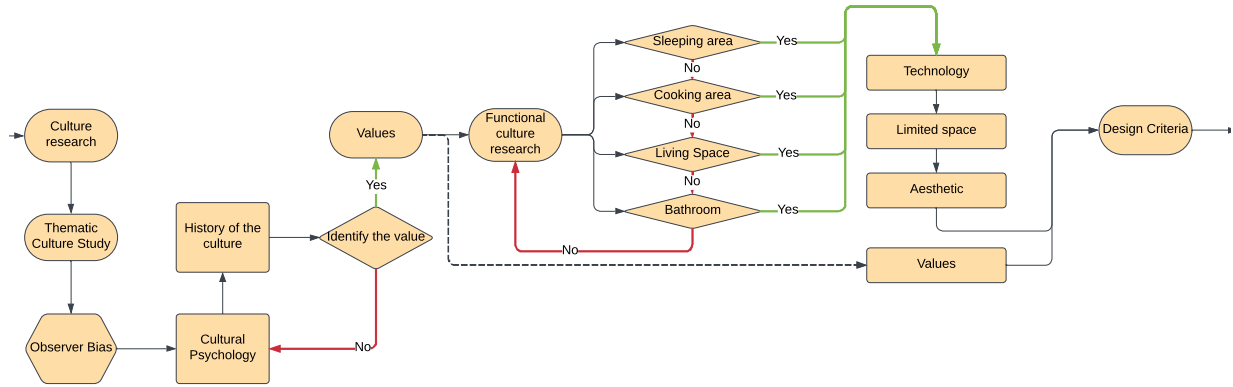 Culture
research
Thematic
Culture Study
Observer Bias
Cultural
Psychology
History of the
culture
Identify the value
Yes
No
Values
Functional
culture
research
Sleeping area
Yes
No
Cooking area
Yes
No
Living Space
Yes
No
Bathroom
Yes
No
Technology
Limited space
Aesthetic
Values
Design Criteria